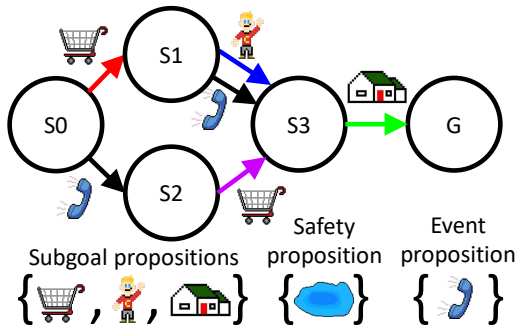 S1
S0
S3
G
S2
Subgoal propositions
Safety proposition
Event proposition
{ , , } { } { }